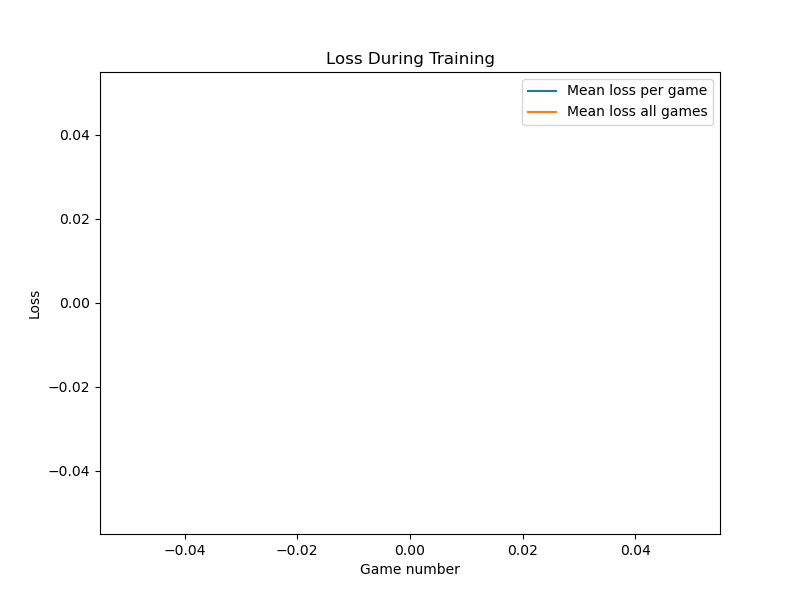 Loss During Training
Mean loss per game
Mean loss all games
0.04
0.02
0.00
−0.02
−0.04
Loss
−0.04
−0.02
0.00
0.02
0.04
Game number